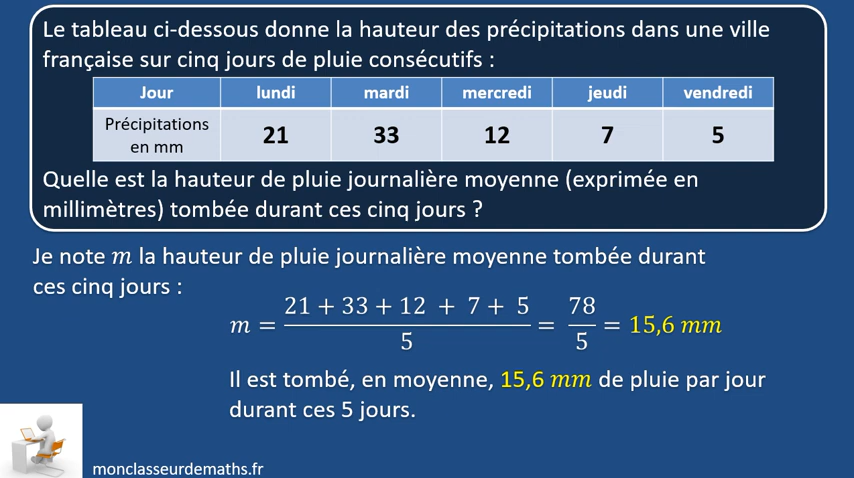 Le tableau ci-dessous donne la hauteur des précipitations dans une ville
française sur cinq jours de pluie consécutifs :
Jour lundi mardi mercredi jeudi vendredi
Précipitations
en mm 21 33 12 7 5
Quelle est la hauteur de pluie journalière moyenne (exprimée en
millimètres) tombée durant ces cinq jours ?
Je note m la hauteur de pluie journalière moyenne tombée durant
ces cinq jours :
m = (21 + 33 + 12 + 7 + 5)/5 = 78/5 = 15,6 mm
Il est tombé, en moyenne, 15,6 mm de pluie par jour
durant ces 5 jours.
monclasseurdemaths.fr